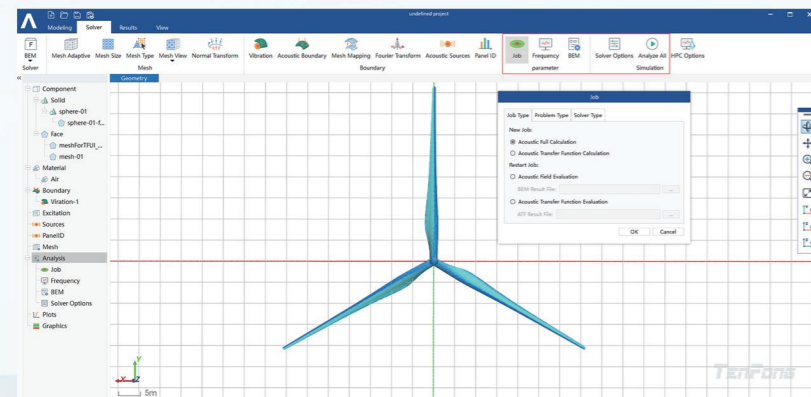 undefined project
Modeling Solver Results View
BEM Mesh Adaptive Mesh Size Mesh Type Mesh View Normal Transform Vibration Acoustic Boundary Mesh Mapping Fourier Transform Acoustic Sources Panel ID Job Frequency BEM Solver Options Analyze All HPC Options
Solver Mesh Boundary parameter Simulation
Geometry
Component
Solid
sphere-01
sphere-01-f...
Face
meshForTFUI_...
mesh-01
Material
Air
Boundary
Viration-1
Excitation
Sources
PanelID
Mesh
Analysis
Job
Frequency
BEM
Solver Options
Plots
Graphics
Job
Job Type Problem Type Solver Type
New Job:
Acoustic Full Calculation
Acoustic Transfer Function Calculation
Restart Job:
Acoustic Field Evaluation
BEM Result File: ...
Acoustic Transfer Function Evaluation
ATF Result File: ...
OK Cancel
Y
X Z
5m
TENFONG